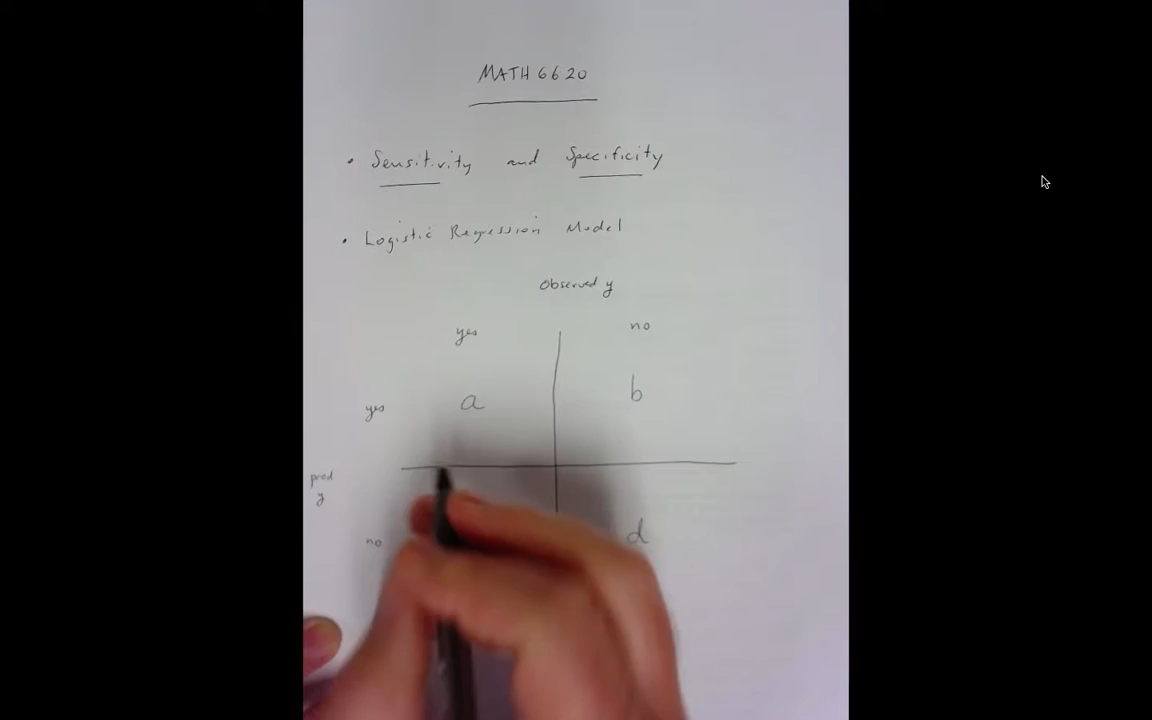 MATH 6620
• Sensitivity and Specificity
• Logistic Regression Model
Observed y
yes no
yes a b
pred
y
no d